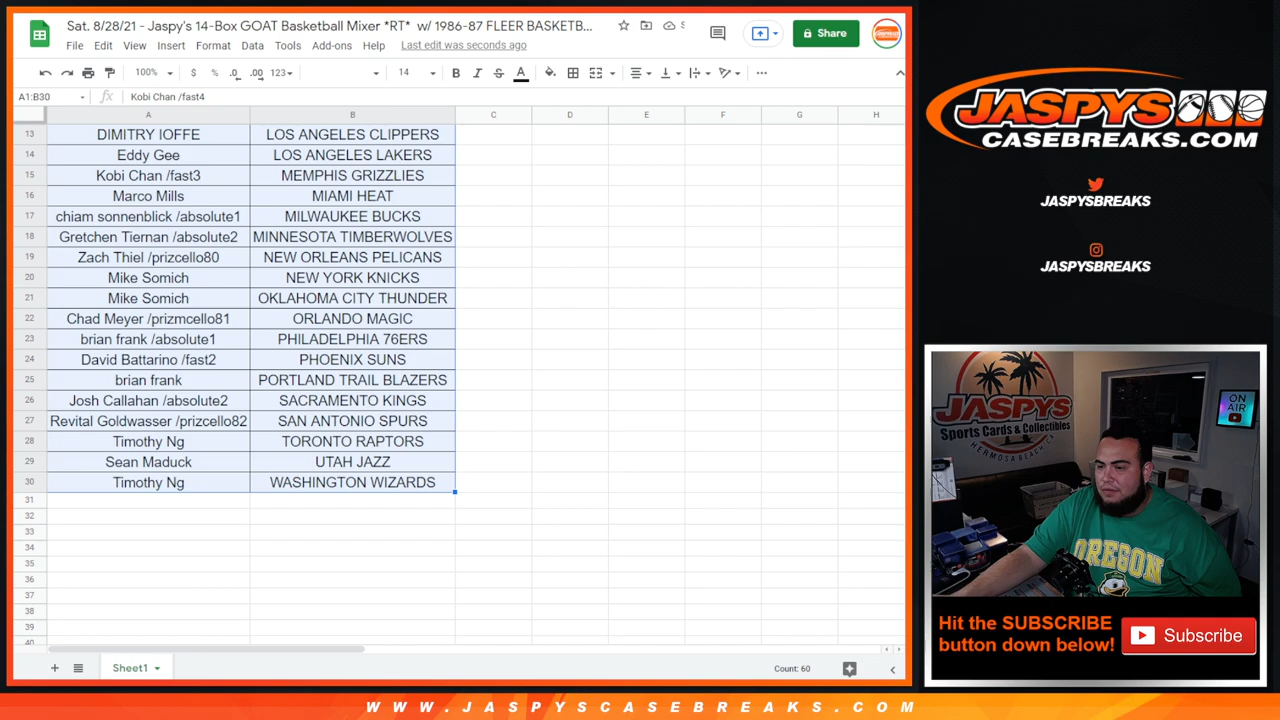 Sat. 8/28/21 - Jaspy's 14-Box GOAT Basketball Mixer *RT* w/ 1986-87 FLEER BASKETB...
Share
File Edit View Insert Format Data Tools Add-ons Help Last edit was seconds ago
100% $ % .0 .00 123 14 B I S A
A1:B30 fx Kobi Chan /fast4
A B C D E F G H
13 DIMITRY IOFFE LOS ANGELES CLIPPERS
14 Eddy Gee LOS ANGELES LAKERS
15 Kobi Chan /fast3 MEMPHIS GRIZZLIES
16 Marco Mills MIAMI HEAT
17 chiam sonnenblick /absolute1 MILWAUKEE BUCKS
18 Gretchen Tiernan /absolute2 MINNESOTA TIMBERWOLVES
19 Zach Thiel /prizcello80 NEW ORLEANS PELICANS
20 Mike Somich NEW YORK KNICKS
21 Mike Somich OKLAHOMA CITY THUNDER
22 Chad Meyer /prizmcello81 ORLANDO MAGIC
23 brian frank /absolute1 PHILADELPHIA 76ERS
24 David Battarino /fast2 PHOENIX SUNS
25 brian frank PORTLAND TRAIL BLAZERS
26 Josh Callahan /absolute2 SACRAMENTO KINGS
27 Revital Goldwasser /prizcello82 SAN ANTONIO SPURS
28 Timothy Ng TORONTO RAPTORS
29 Sean Maduck UTAH JAZZ
30 Timothy Ng WASHINGTON WIZARDS
31
32
33
34
35
36
37
38
39
40
Sheet1
Count: 60
JASPYS
CASEBREAKS.COM
JASPYSBREAKS
JASPYSBREAKS
JASPYS
Sports Cards & Collectibles
HERMOSA BEACH, CA
ON
AIR
OREGON
Hit the SUBSCRIBE
button down below!
Subscribe
WWW.JASPYSCASEBREAKS.COM